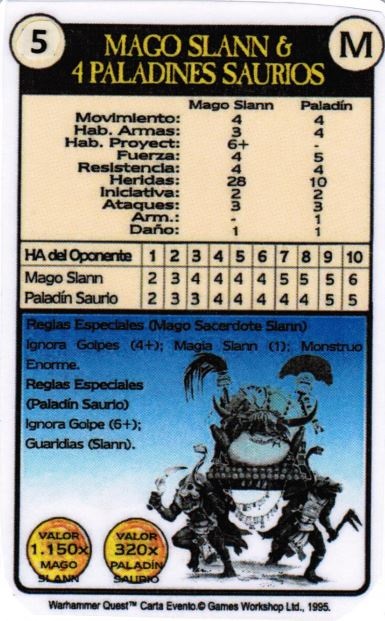 5
M
MAGO SLANN &
4 PALADINES SAURIOS
Mago Slann Paladín
Movimiento: 4 4
Hab. Armas: 3 4
Hab. Proyect: 6+ -
Fuerza: 4 5
Resistencia: 4 4
Heridas: 28 10
Iniciativa: 2 2
Ataques: 3 3
Arm.: - 1
Daño: 1 1
HA del Oponente 1 2 3 4 5 6 7 8 9 10
Mago Slann 2 3 4 4 4 4 5 5 5 6
Paladín Saurio 2 3 3 4 4 4 4 5 5 5
Reglas Especiales (Mago Sacerdote Slann)
Ignora Golpes (4+); Magia Slann (1); Monstruo
Enorme.
Reglas Especiales
(Paladín Saurio)
Ignora Golpe (6+);
Guardias (Slann).
VALOR
1.150x
MAGO
SLANN
VALOR
320x
PALADÍN
SAURIO
Warhammer Quest™ Carta Evento.© Games Workshop Ltd., 1995.